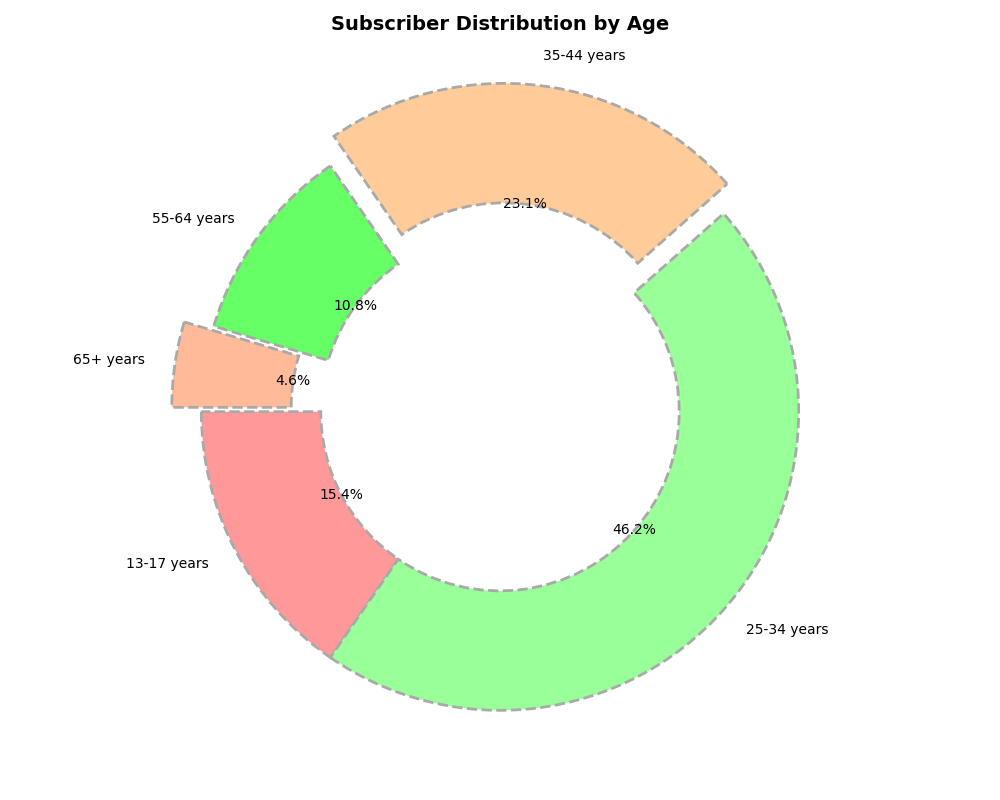 Subscriber Distribution by Age
35-44 years
23.1%
55-64 years
10.8%
65+ years
4.6%
15.4%
13-17 years
46.2%
25-34 years